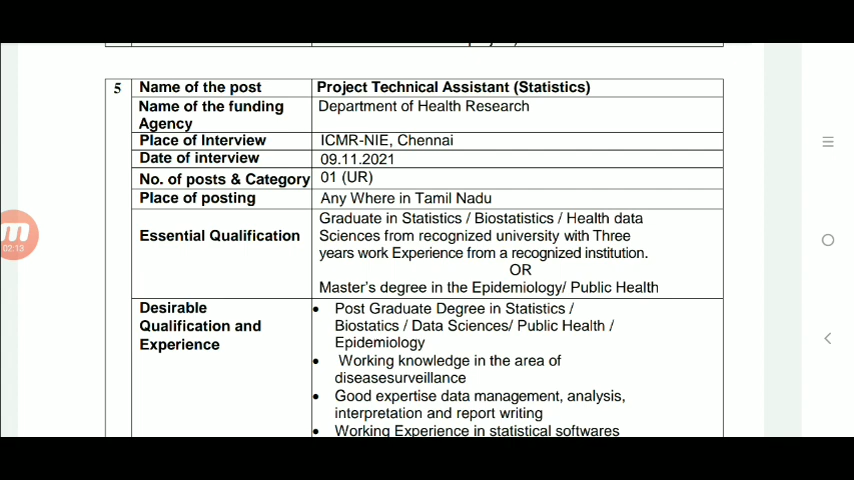 5 Name of the post Project Technical Assistant (Statistics)
Name of the funding Agency Department of Health Research
Place of Interview ICMR-NIE, Chennai
Date of interview 09.11.2021
No. of posts & Category 01 (UR)
Place of posting Any Where in Tamil Nadu
Essential Qualification
Graduate in Statistics / Biostatistics / Health data
Sciences from recognized university with Three
years work Experience from a recognized institution.
OR
Master's degree in the Epidemiology/ Public Health
Desirable
Qualification and
Experience
• Post Graduate Degree in Statistics /
Biostatics / Data Sciences/ Public Health /
Epidemiology
• Working knowledge in the area of
diseasesurveillance
• Good expertise data management, analysis,
interpretation and report writing
• Working Experience in statistical softwares
02:13